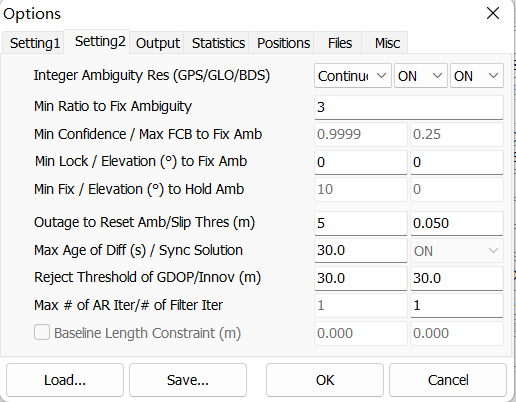 Options
Setting1 Setting2 Output Statistics Positions Files Misc
Integer Ambiguity Res (GPS/GLO/BDS) Continue ON ON
Min Ratio to Fix Ambiguity 3
Min Confidence / Max FCB to Fix Amb 0.9999 0.25
Min Lock / Elevation (°) to Fix Amb 0 0
Min Fix / Elevation (°) to Hold Amb 10 0
Outage to Reset Amb/Slip Thres (m) 5 0.050
Max Age of Diff (s) / Sync Solution 30.0 ON
Reject Threshold of GDOP/Innov (m) 30.0 30.0
Max # of AR Iter/# of Filter Iter 1 1
Baseline Length Constraint (m) 0.000 0.000
Load... Save... OK Cancel